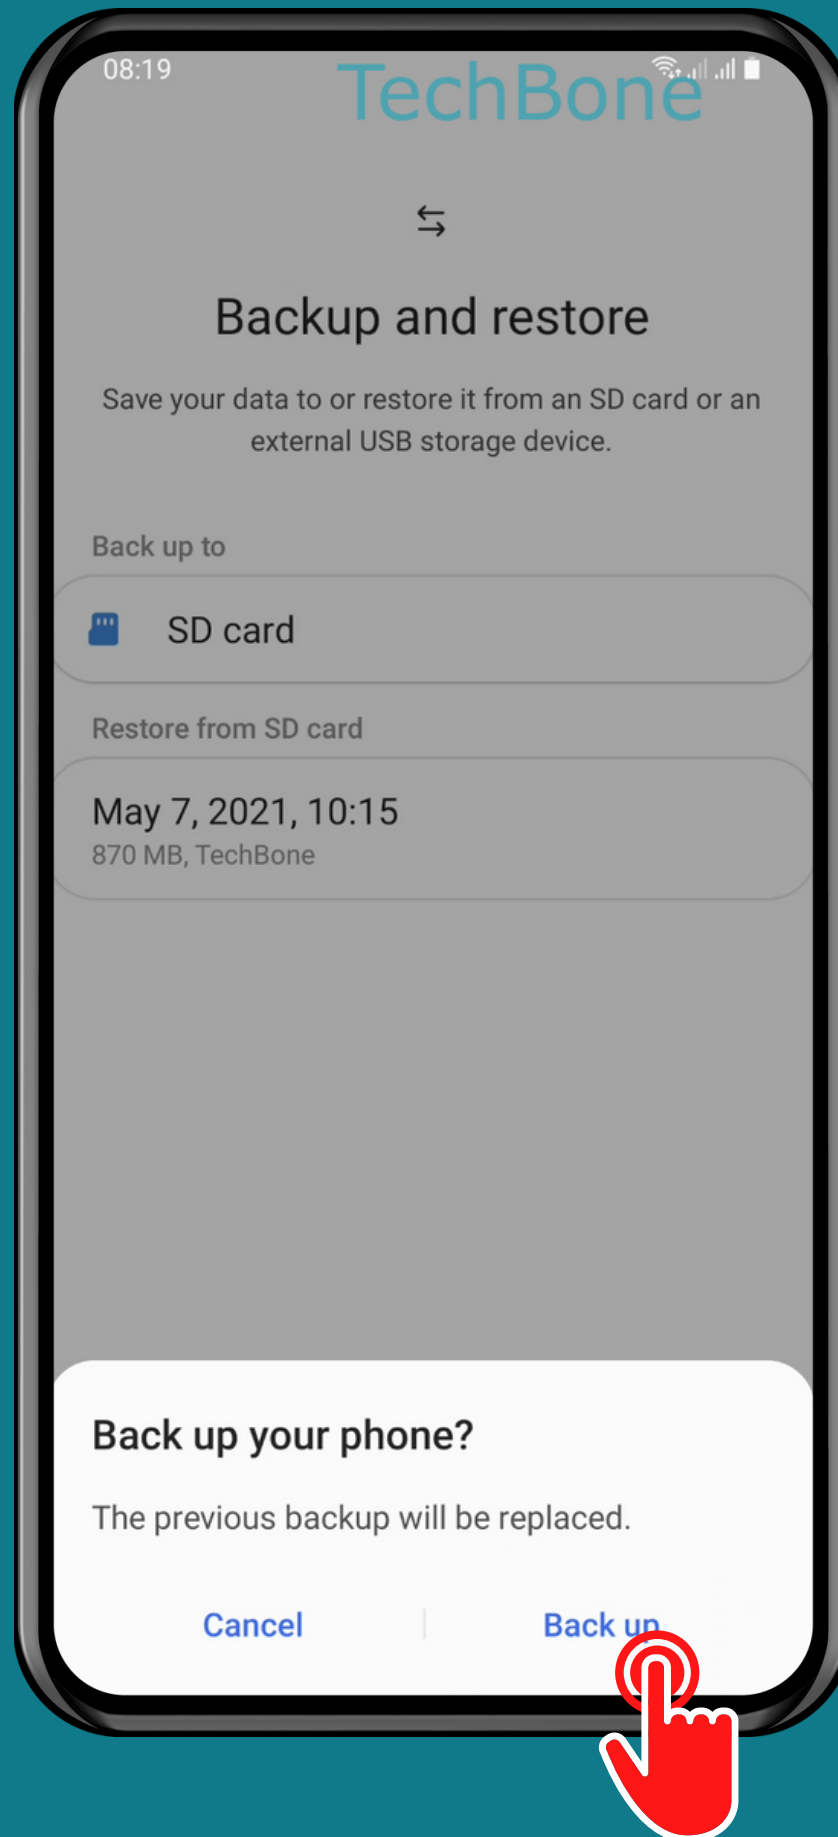 08:19
TechBone
Backup and restore
Save your data to or restore it from an SD card or an
external USB storage device.
Back up to
SD card
Restore from SD card
May 7, 2021, 10:15
870 MB, TechBone
Back up your phone?
The previous backup will be replaced.
Cancel
Back up